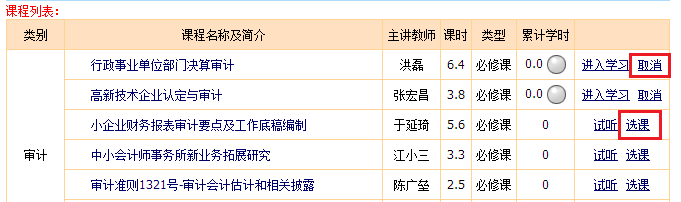 课程列表：
类别 课程名称及简介 主讲教师 课时 类型 累计学时
行政事业单位部门决算审计 洪磊 6.4 必修课 0.0 进入学习 取消
高新技术企业认定与审计 张宏昌 3.8 必修课 0.0 进入学习 取消
小企业财务报表审计要点及工作底稿编制 于延琦 5.6 必修课 0 试听 选课
审计 中小会计师事务所新业务拓展研究 江小三 3.3 必修课 0 试听 选课
审计准则1321号-审计会计估计和相关披露 陈广垒 2.5 必修课 0 试听 选课